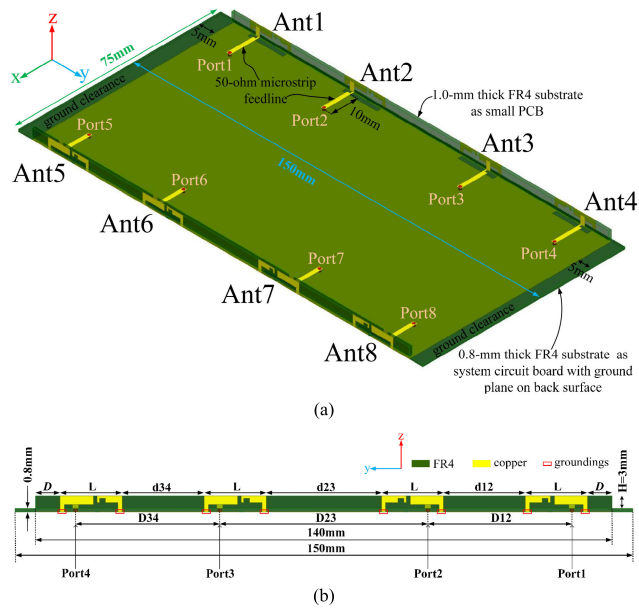 z
x
y
75mm
5mm
Ant1
Port1
50-ohm microstrip
feedline
Ant2
Port2
10mm
1.0-mm thick FR4 substrate
as small PCB
ground clearance
Port5
Ant5
150mm
Ant3
Port3
Port6
Ant6
Ant4
Port4
5mm
Port7
Ant7
Port8
Ant8
ground clearance
0.8-mm thick FR4 substrate as
system circuit board with ground
plane on back surface
(a)
z
y
FR4
copper
groundings
0.8mm
D L d34 L d23 L d12 L D
H=3mm
D34 D23 D12
140mm
150mm
Port4 Port3 Port2 Port1
(b)